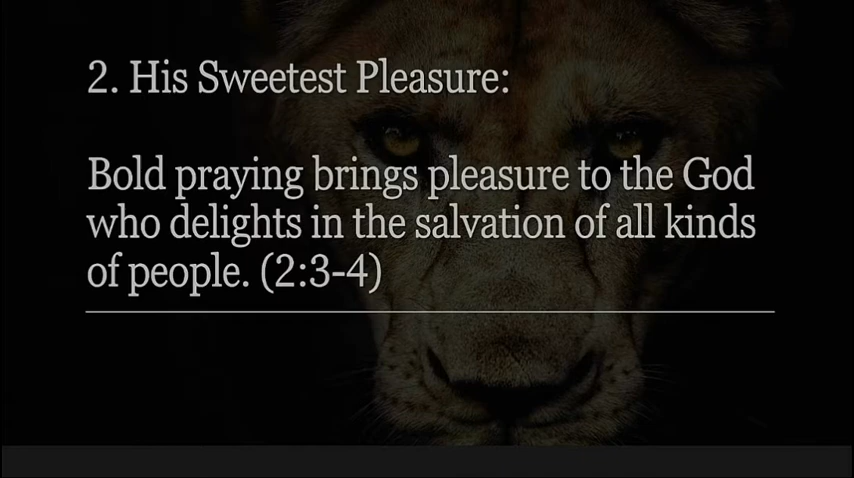 2. His Sweetest Pleasure:
Bold praying brings pleasure to the God
who delights in the salvation of all kinds
of people. (2:3-4)